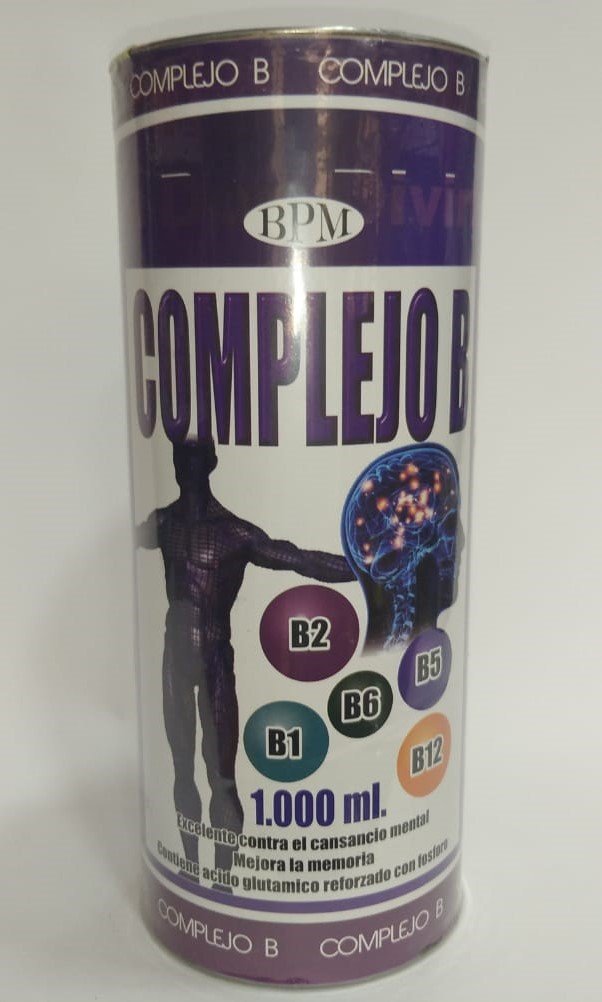 COMPLEJO B COMPLEJO B
BPM
COMPLEJO B
B2
B5
B6
B1
B12
1.000 ml.
Excelente contra el cansancio mental
Mejora la memoria
Contiene acido glutamico reforzado con fosforo
COMPLEJO B COMPLEJO B